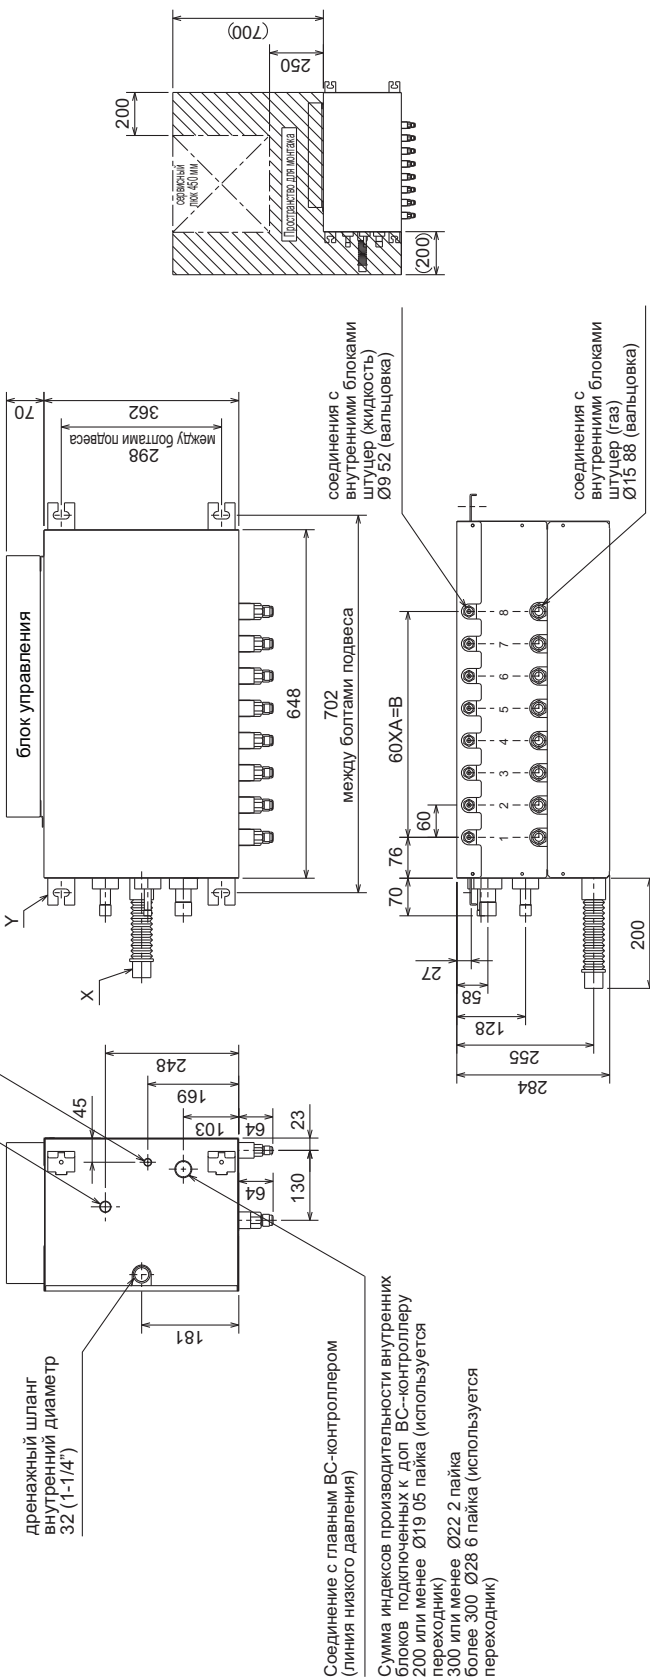 (700)
250
200
сервисный
люк 450 мм
Пространство для монтажа
(200)
70
362
298
между болтами подвеса
блок управления
Y
X
648
702
между болтами подвеса
соединения с
внутренними блоками
штуцер (жидкость)
Ø9 52 (вальцовка)
соединения с
внутренними блоками
штуцер (газ)
Ø15 88 (вальцовка)
60XA=B
60
76
70
1
2
3
4
5
6
7
8
27
58
128
255
284
200
45
248
169
103
64
23
64
130
181
дренажный шланг
внутренний диаметр
32 (1-1/4")
Соединение с главным ВС-контроллером
(линия низкого давления)
Сумма индексов производительности внутренних
блоков подключенных к доп ВС--контроллеру
200 или менее Ø19 05 пайка (используется
переходник)
300 или менее Ø22 2 пайка
более 300 Ø28 6 пайка (используется
переходник)